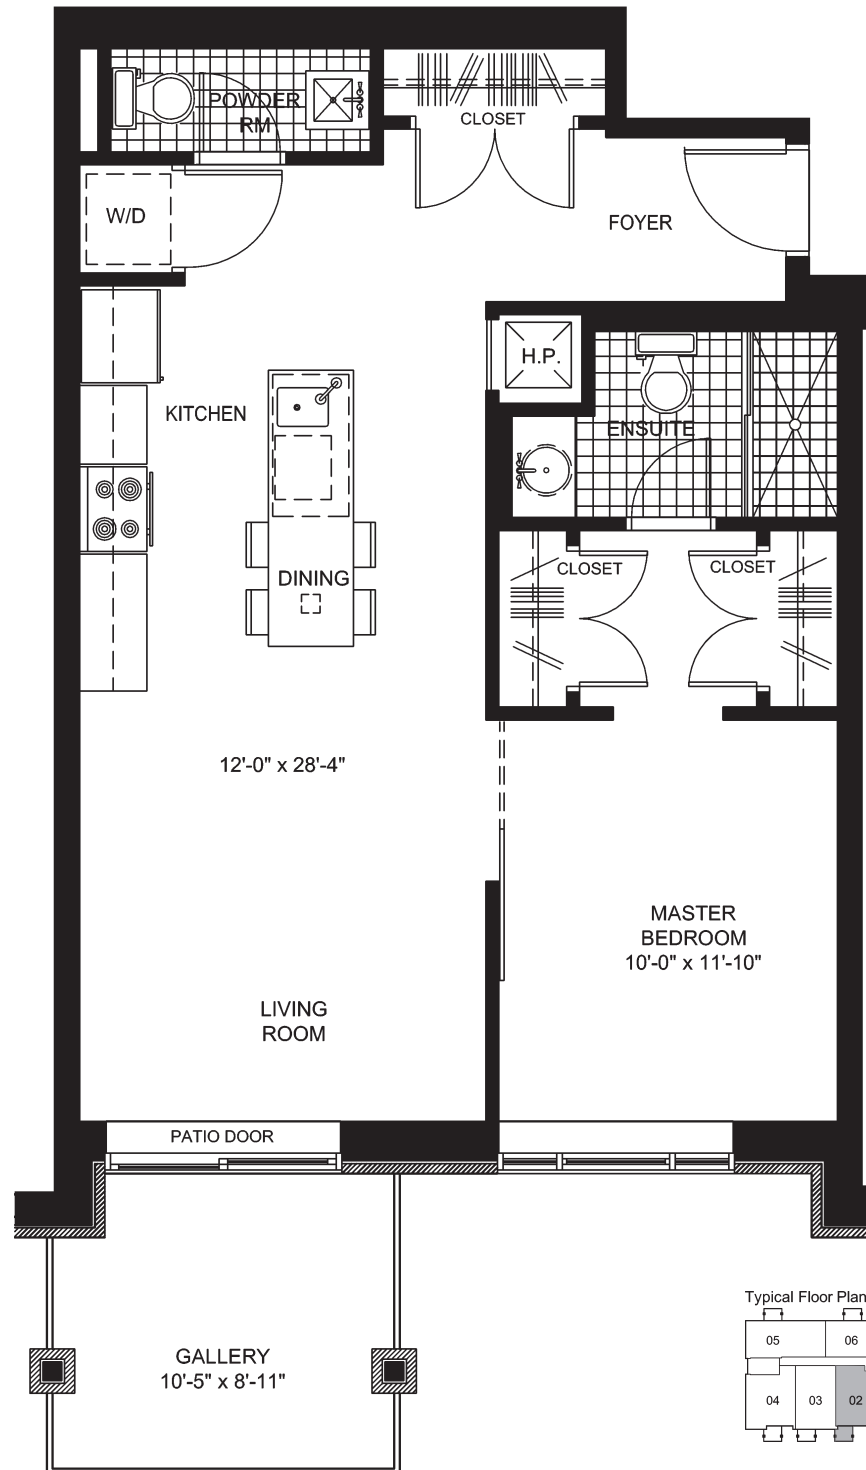 POWDER
RM
CLOSET
W/D
FOYER
H.P.
KITCHEN
ENSUITE
CLOSET
CLOSET
DINING
12'-0" x 28'-4"
MASTER
BEDROOM
10'-0" x 11'-10"
LIVING
ROOM
PATIO DOOR
GALLERY
10'-5" x 8'-11"
Typical Floor Plan
05
06
04
03
02